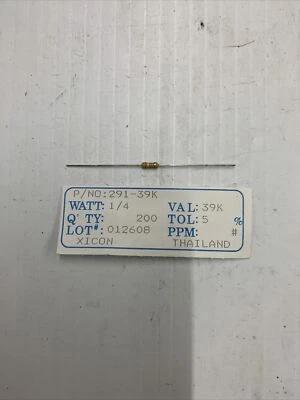 P/NO:291-39K
WATT: 1/4 VAL: 39K
Q'TY: 200 TOL: 5 %
LOT#: 012608 PPM: #
XICON THAILAND